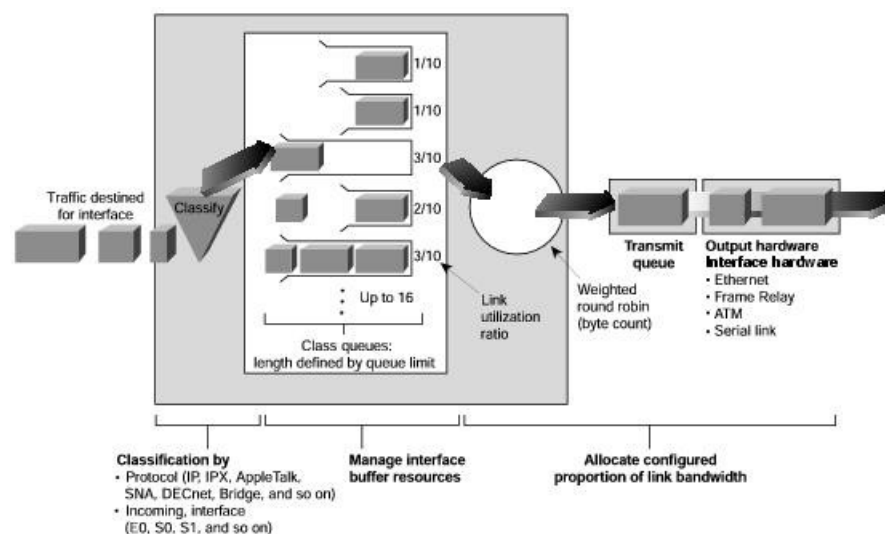 1/10
1/10
3/10
2/10
3/10
Traffic destined
for interface
Classify
Up to 16
Class queues:
length defined by queue limit
Link
utilization
ratio
Weighted
round robin
(byte count)
Transmit
queue
Output hardware
Interface hardware
• Ethernet
• Frame Relay
• ATM
• Serial link
Classification by
• Protocol (IP, IPX, AppleTalk,
SNA, DECnet, Bridge, and so on)
• Incoming, interface
(E0, S0, S1, and so on)
Manage interface
buffer resources
Allocate configured
proportion of link bandwidth